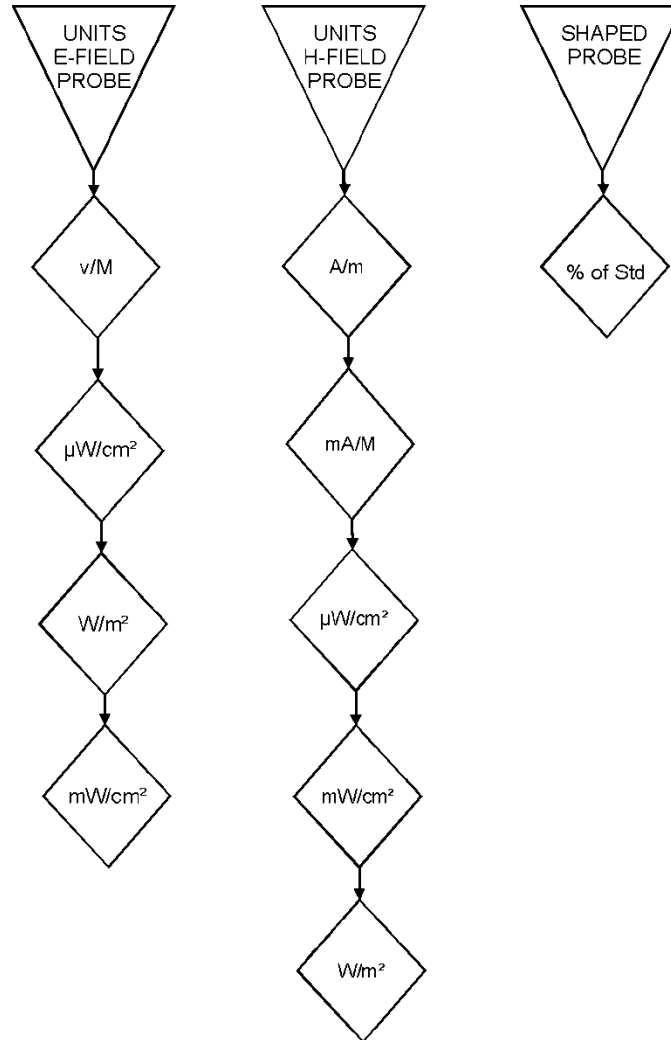 UNITS
E-FIELD
PROBE
v/M
µW/cm²
W/m²
mW/cm²
UNITS
H-FIELD
PROBE
A/m
mA/M
µW/cm²
mW/cm²
W/m²
SHAPED
PROBE
% of Std